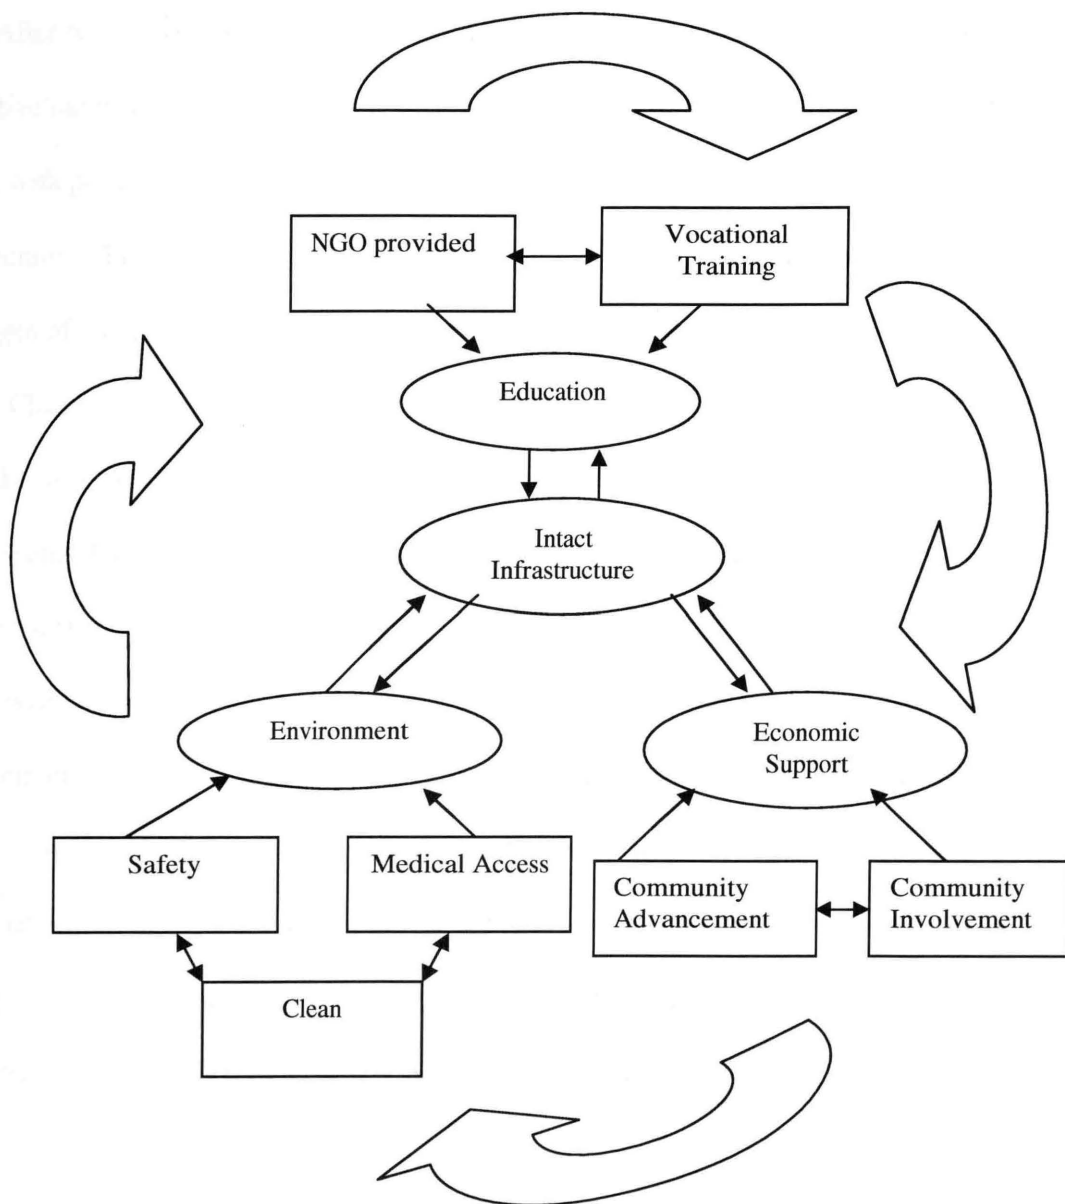 NGO provided
Vocational
Training
Education
Intact
Infrastructure
Environment
Economic
Support
Safety
Medical Access
Community
Advancement
Community
Involvement
Clean